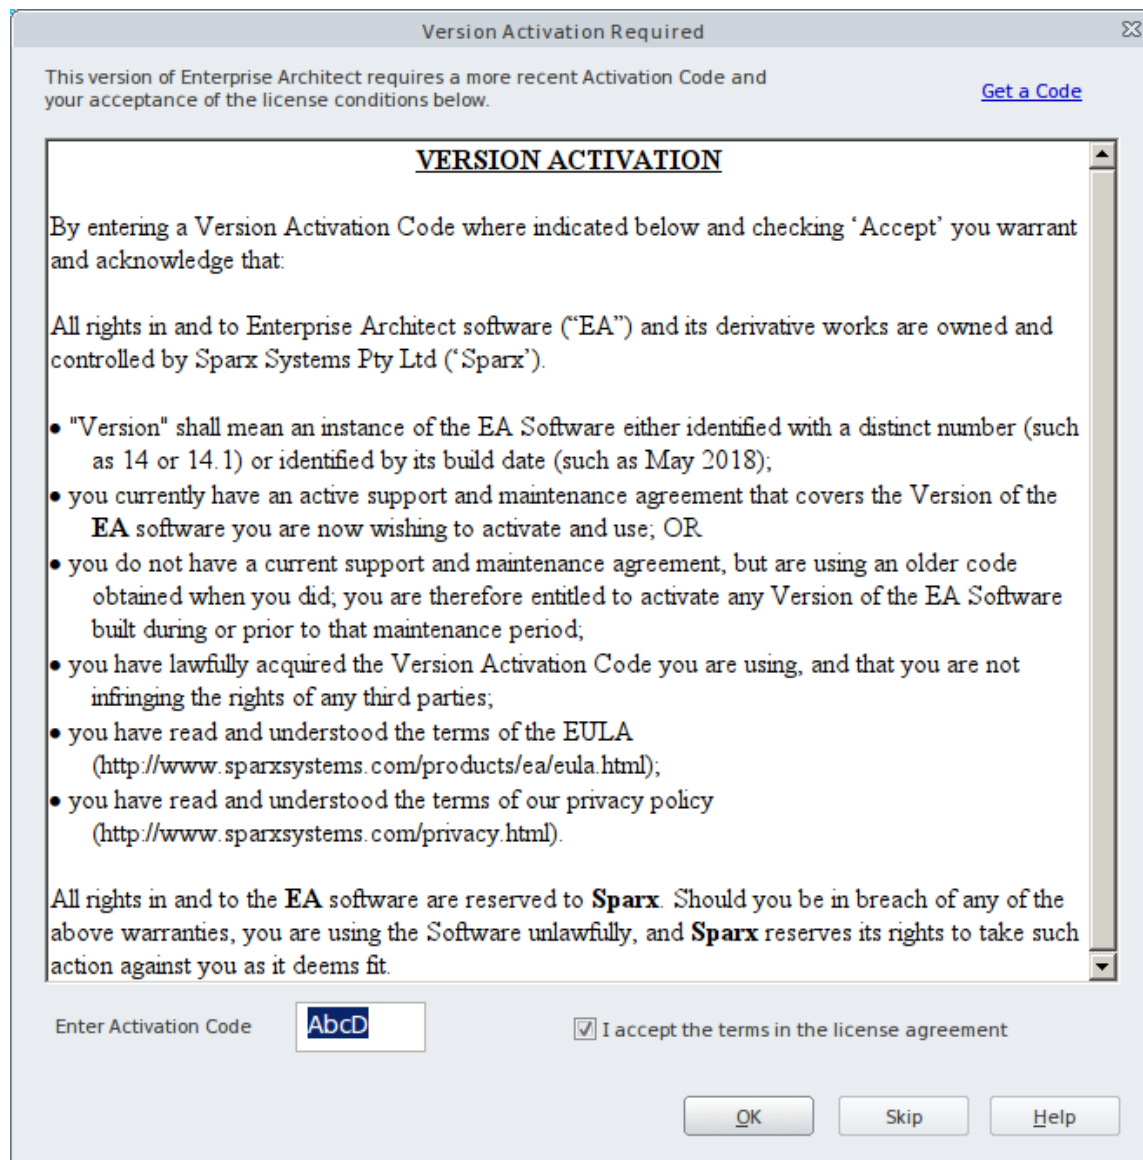 Version Activation Required
This version of Enterprise Architect requires a more recent Activation Code and
your acceptance of the license conditions below.
Get a Code
VERSION ACTIVATION
By entering a Version Activation Code where indicated below and checking ‘Accept’ you warrant
and acknowledge that:
All rights in and to Enterprise Architect software (“EA”) and its derivative works are owned and
controlled by Sparx Systems Pty Ltd (‘Sparx’).
● "Version" shall mean an instance of the EA Software either identified with a distinct number (such
as 14 or 14.1) or identified by its build date (such as May 2018);
● you currently have an active support and maintenance agreement that covers the Version of the
EA software you are now wishing to activate and use; OR
● you do not have a current support and maintenance agreement, but are using an older code
obtained when you did; you are therefore entitled to activate any Version of the EA Software
built during or prior to that maintenance period;
● you have lawfully acquired the Version Activation Code you are using, and that you are not
infringing the rights of any third parties;
● you have read and understood the terms of the EULA
(http://www.sparxsystems.com/products/ea/eula.html);
● you have read and understood the terms of our privacy policy
(http://www.sparxsystems.com/privacy.html).
All rights in and to the EA software are reserved to Sparx. Should you be in breach of any of the
above warranties, you are using the Software unlawfully, and Sparx reserves its rights to take such
action against you as it deems fit.
Enter Activation Code
AbcD
I accept the terms in the license agreement
OK
Skip
Help